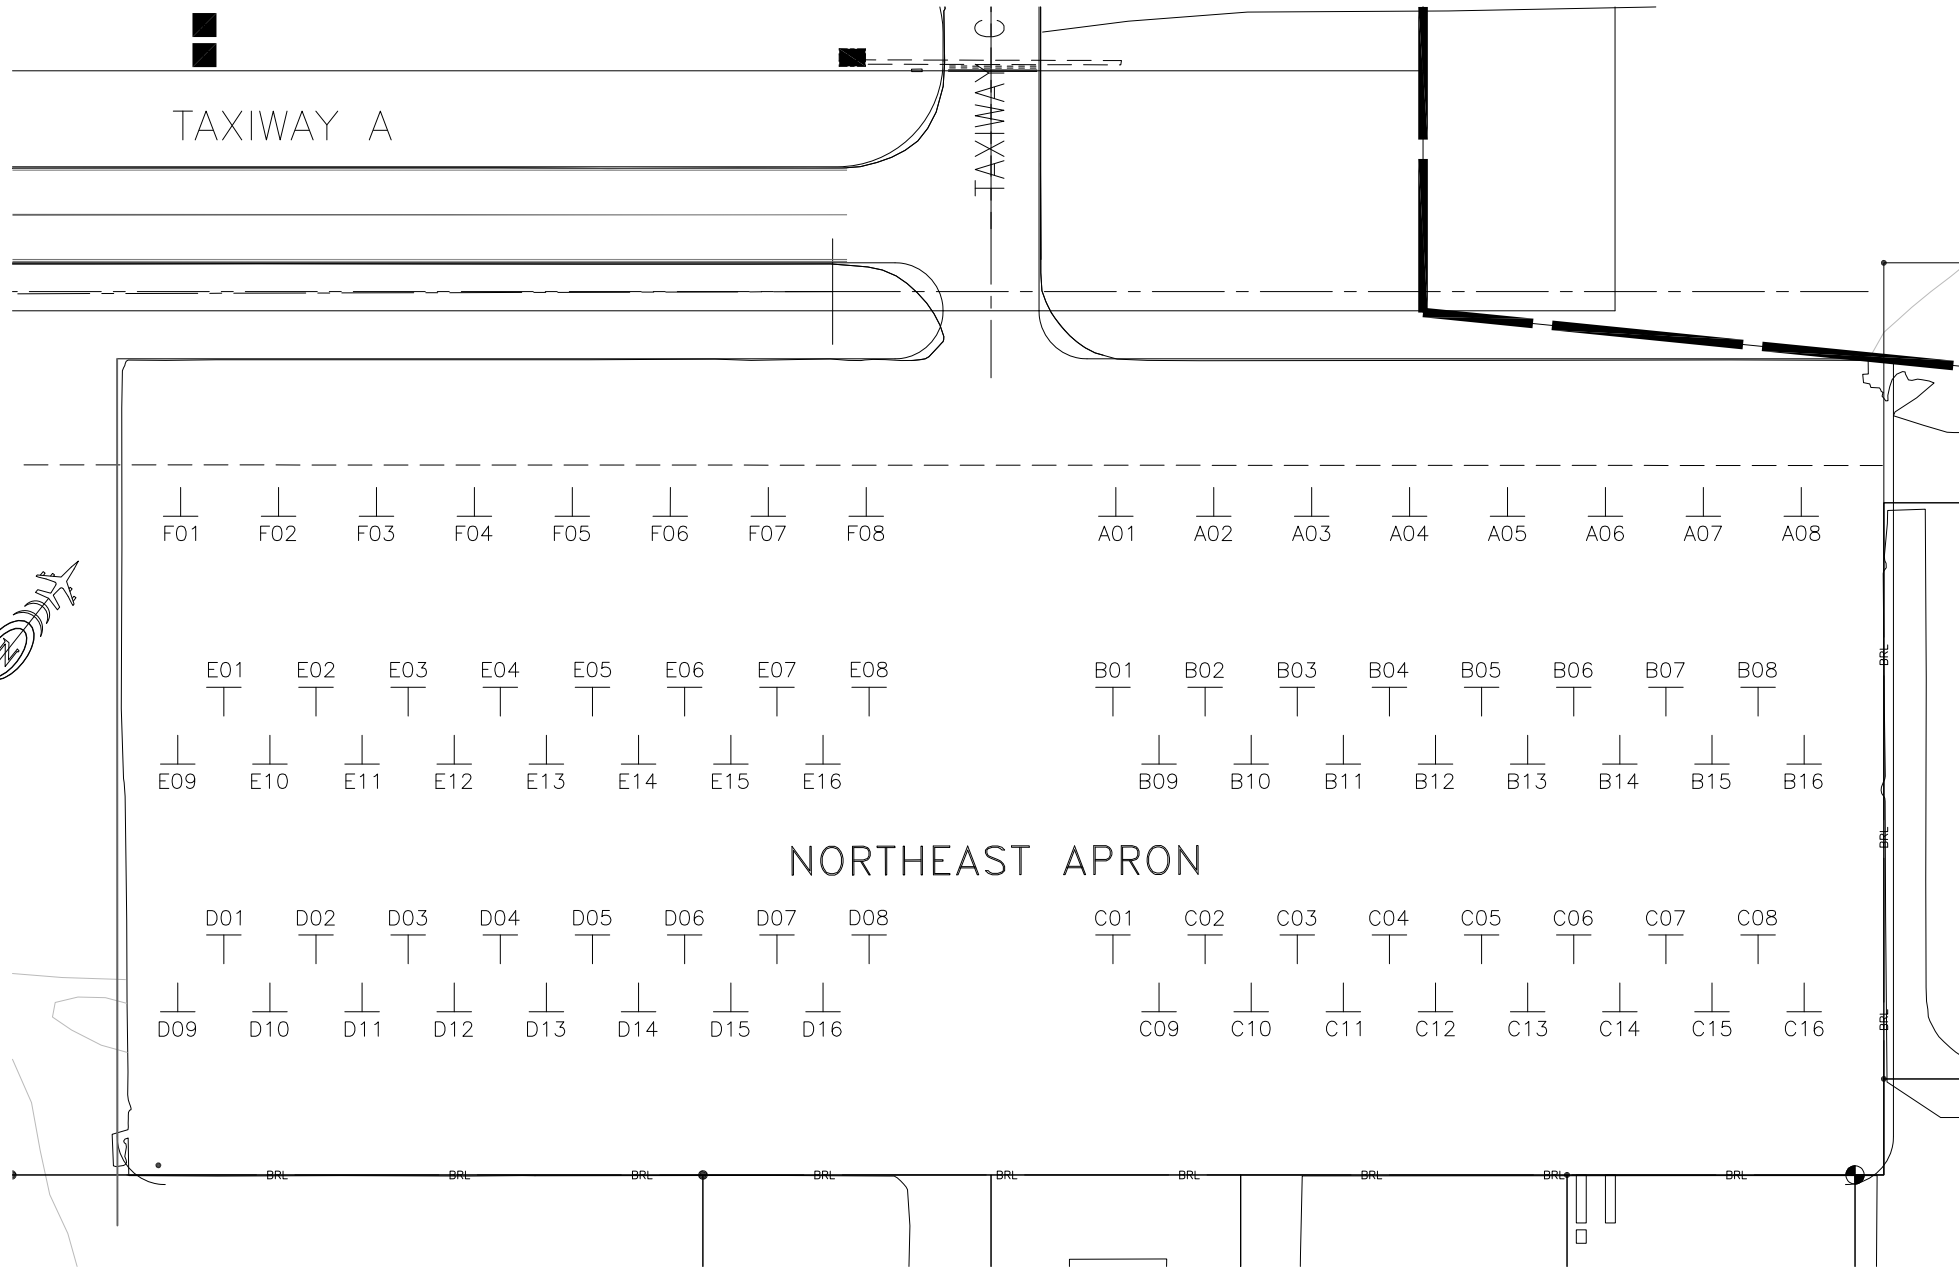 TAXIWAY A
TAXIWAY C
F01 F02 F03 F04 F05 F06 F07 F08 A01 A02 A03 A04 A05 A06 A07 A08
N
E01 E02 E03 E04 E05 E06 E07 E08 B01 B02 B03 B04 B05 B06 B07 B08
BRL
E09 E10 E11 E12 E13 E14 E15 E16 B09 B10 B11 B12 B13 B14 B15 B16
BRL
NORTHEAST APRON
D01 D02 D03 D04 D05 D06 D07 D08 C01 C02 C03 C04 C05 C06 C07 C08
BRL
D09 D10 D11 D12 D13 D14 D15 D16 C09 C10 C11 C12 C13 C14 C15 C16
BRL BRL BRL BRL BRL BRL BRL BRL BRL